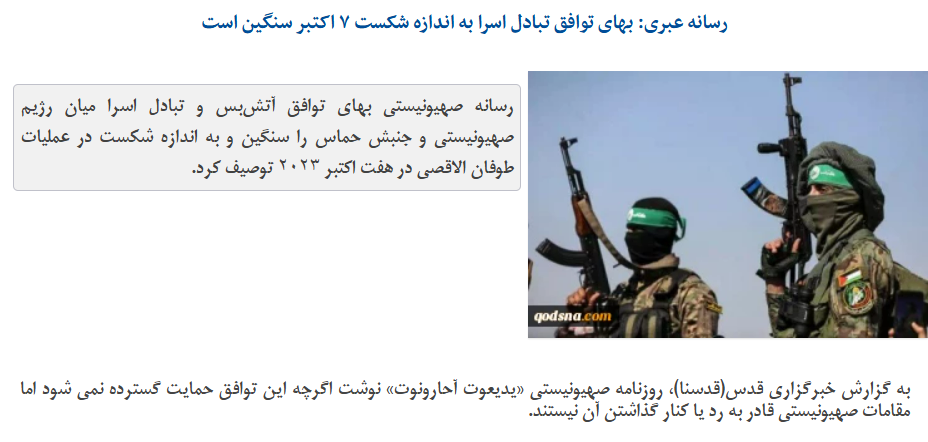 رسانه عبری: بهای توافق تبادل اسرا به اندازه شکست ۷ اکتبر سنگین است
رسانه صهیونیستی بهای توافق آتش‌بس و تبادل اسرا میان رژیم
صهیونیستی و جنبش حماس را سنگین و به اندازه شکست در عملیات
طوفان الاقصی در هفت اکتبر ۲۰۲۳ توصیف کرد.
qodsna.com
به گزارش خبرگزاری قدس(قدسنا)، روزنامه صهیونیستی «یدیعوت آحارونوت» نوشت اگرچه این توافق حمایت گسترده نمی شود اما
مقامات صهیونیستی قادر به رد یا کنار گذاشتن آن نیستند.